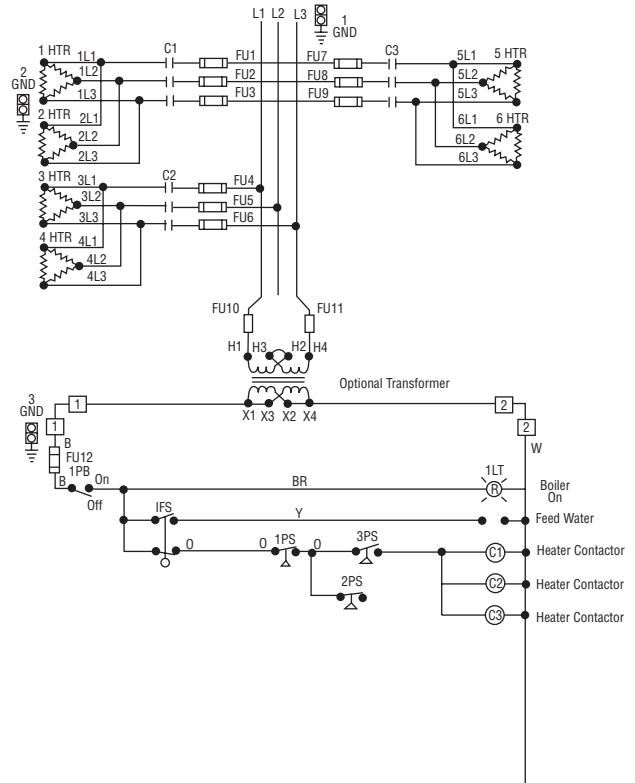 L1 L2 L3 1 GND
1 HTR 1L1 C1 FU1 FU7 C3 5L1 5 HTR
2 GND 1L2 FU2 FU8 5L2
1L3 FU3 FU9 5L3
2 HTR 2L1 6L1 6 HTR
2L2 6L2
2L3 6L3
3 HTR 3L1 C2 FU4
3L2 FU5
3L3 FU6
4 HTR 4L1
4L2
4L3
FU10 FU11
H1 H3 H2 H4
Optional Transformer
3 GND 1 X1 X3 X2 X4 2
1 2
B W
FU12
1PB
B On BR 1LT R Boiler On
Off
IFS Y Feed Water
O O 1PS O 3PS C1 Heater Contactor
2PS C2 Heater Contactor
C3 Heater Contactor